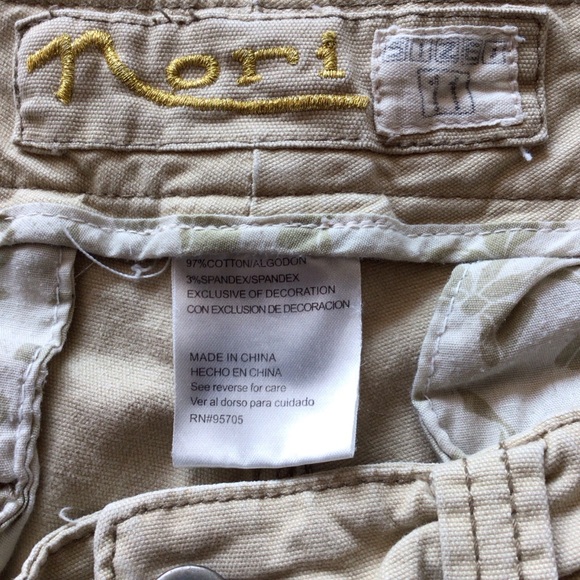 nori
SIZE
11
97%COTTON/ALGODON
3%SPANDEX/SPANDEX
EXCLUSIVE OF DECORATION
CON EXCLUSION DE DECORACION
MADE IN CHINA
HECHO EN CHINA
See reverse for care
Ver al dorso para cuidado
RN#95705